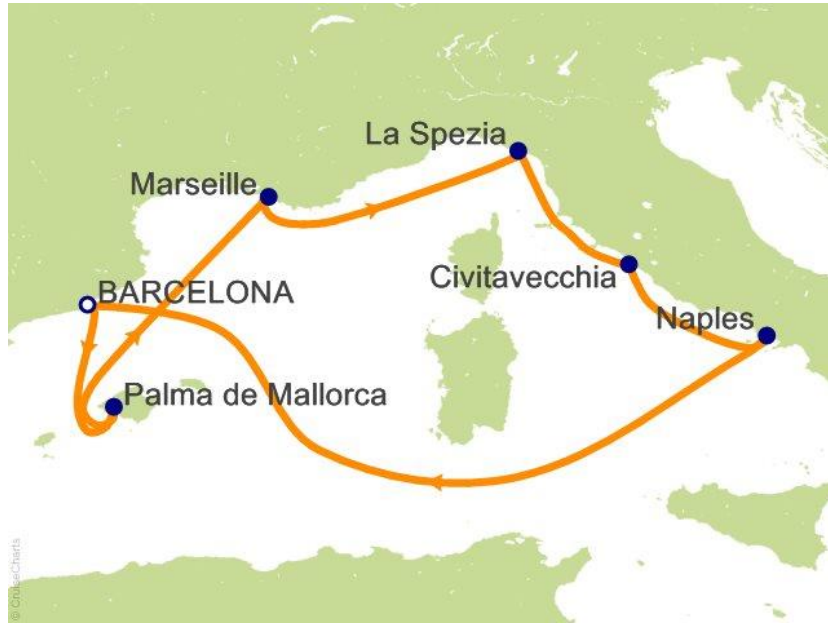 La Spezia
Marseille
Civitavecchia
BARCELONA
Naples
Palma de Mallorca
© CruiseCharts